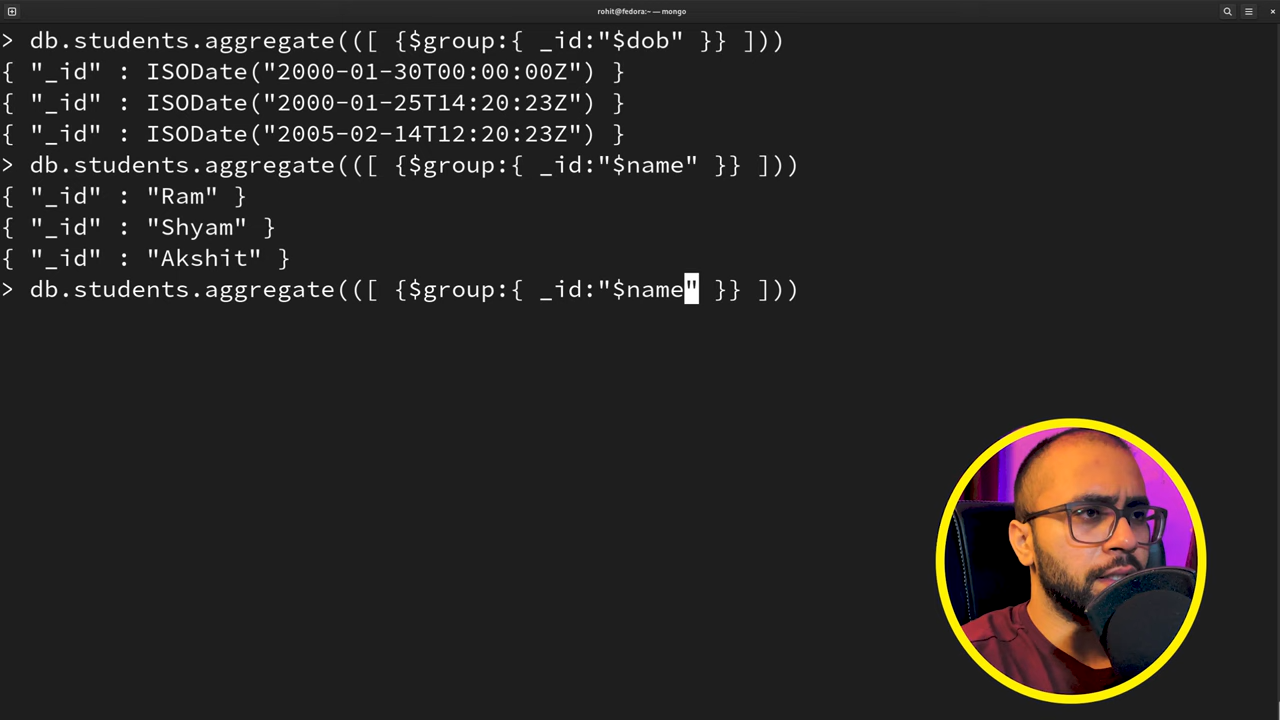 rohit@fedora:~ — mongo
> db.students.aggregate(([ {$group:{ _id:"$dob" }} ]))
{ "_id" : ISODate("2000-01-30T00:00:00Z") }
{ "_id" : ISODate("2000-01-25T14:20:23Z") }
{ "_id" : ISODate("2005-02-14T12:20:23Z") }
> db.students.aggregate(([ {$group:{ _id:"$name" }} ]))
{ "_id" : "Ram" }
{ "_id" : "Shyam" }
{ "_id" : "Akshit" }
> db.students.aggregate(([ {$group:{ _id:"$name" }} ]))